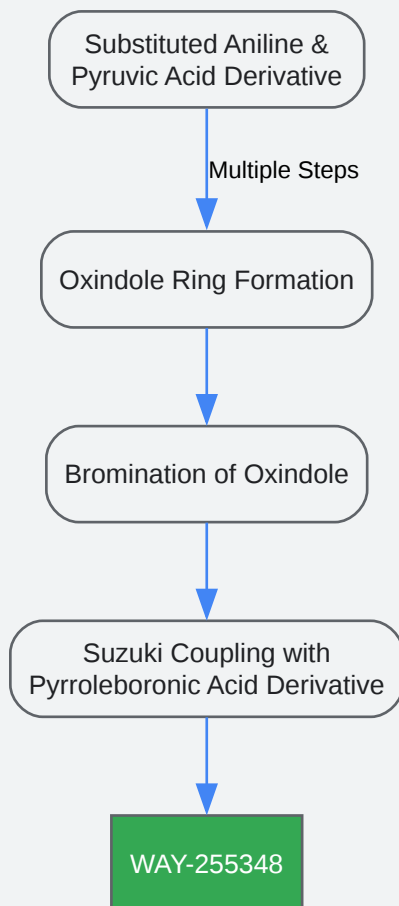 Substituted Aniline &
Pyruvic Acid Derivative
Multiple Steps
Oxindole Ring Formation
Bromination of Oxindole
Suzuki Coupling with
Pyrroleboronic Acid Derivative
WAY-255348